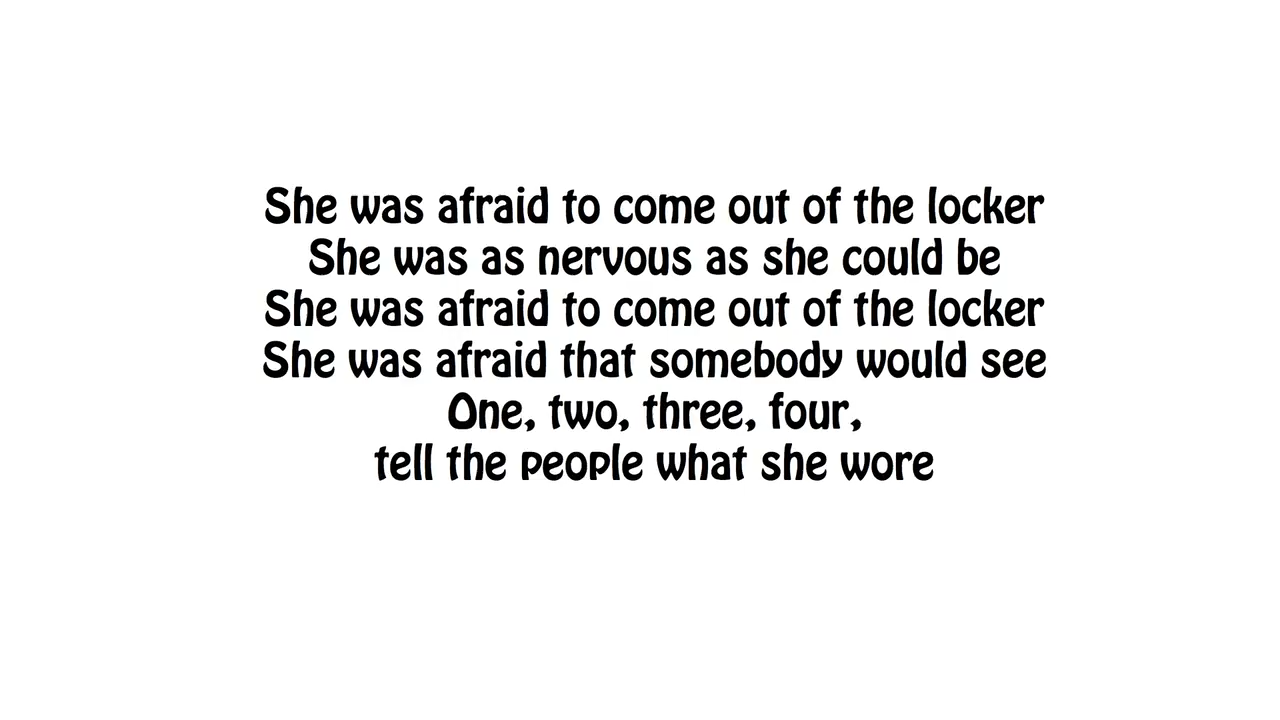 She was afraid to come out of the locker
She was as nervous as she could be
She was afraid to come out of the locker
She was afraid that somebody would see
One, two, three, four,
tell the people what she wore